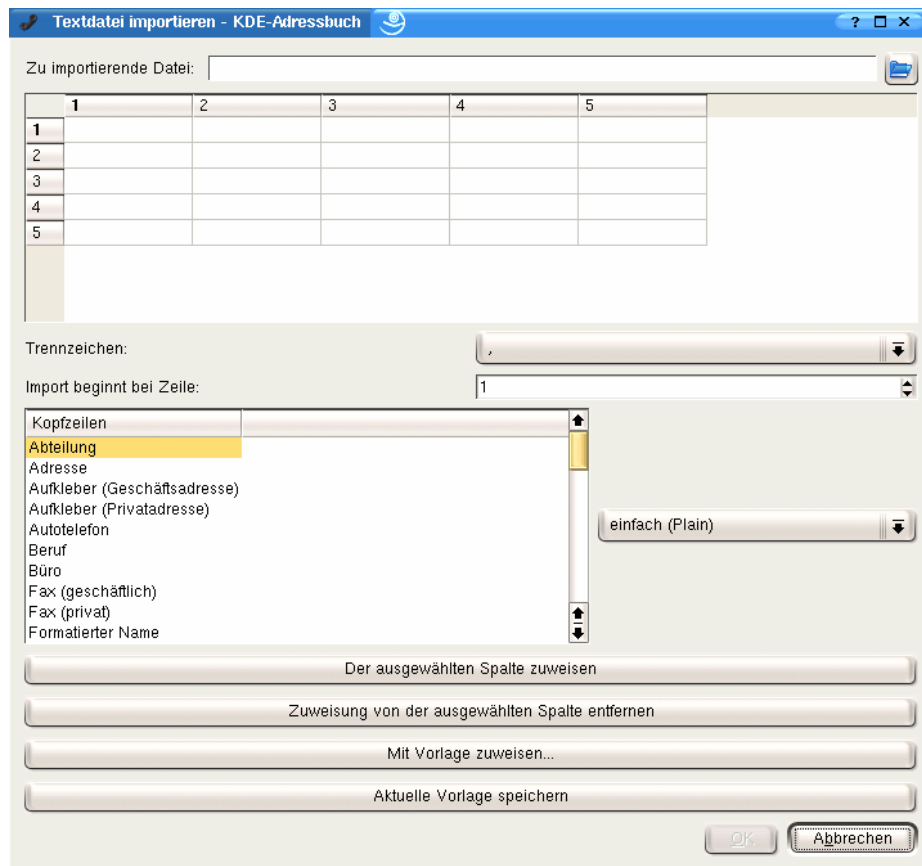 Textdatei importieren - KDE-Adressbuch
Zu importierende Datei:
1 2 3 4 5
1
2
3
4
5
Trennzeichen: ,
Import beginnt bei Zeile: 1
Kopfzeilen
Abteilung
Adresse
Aufkleber (Geschäftsadresse)
Aufkleber (Privatadresse)
Autotelefon
Beruf
Büro
Fax (geschäftlich)
Fax (privat)
Formatierter Name
einfach (Plain)
Der ausgewählten Spalte zuweisen
Zuweisung von der ausgewählten Spalte entfernen
Mit Vorlage zuweisen...
Aktuelle Vorlage speichern
OK Abbrechen